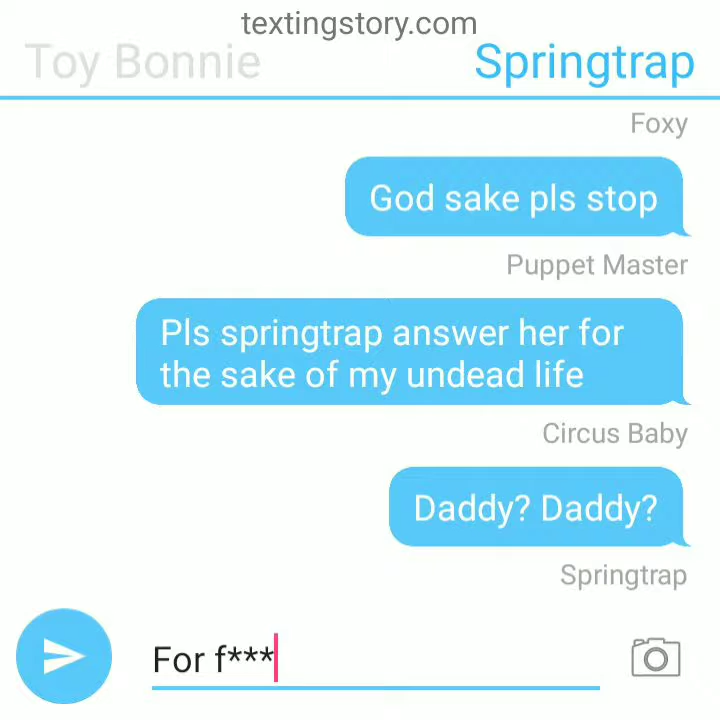 textingstory.com
Toy Bonnie Springtrap
Foxy
God sake pls stop
Puppet Master
Pls springtrap answer her for
the sake of my undead life
Circus Baby
Daddy? Daddy?
Springtrap
For f***